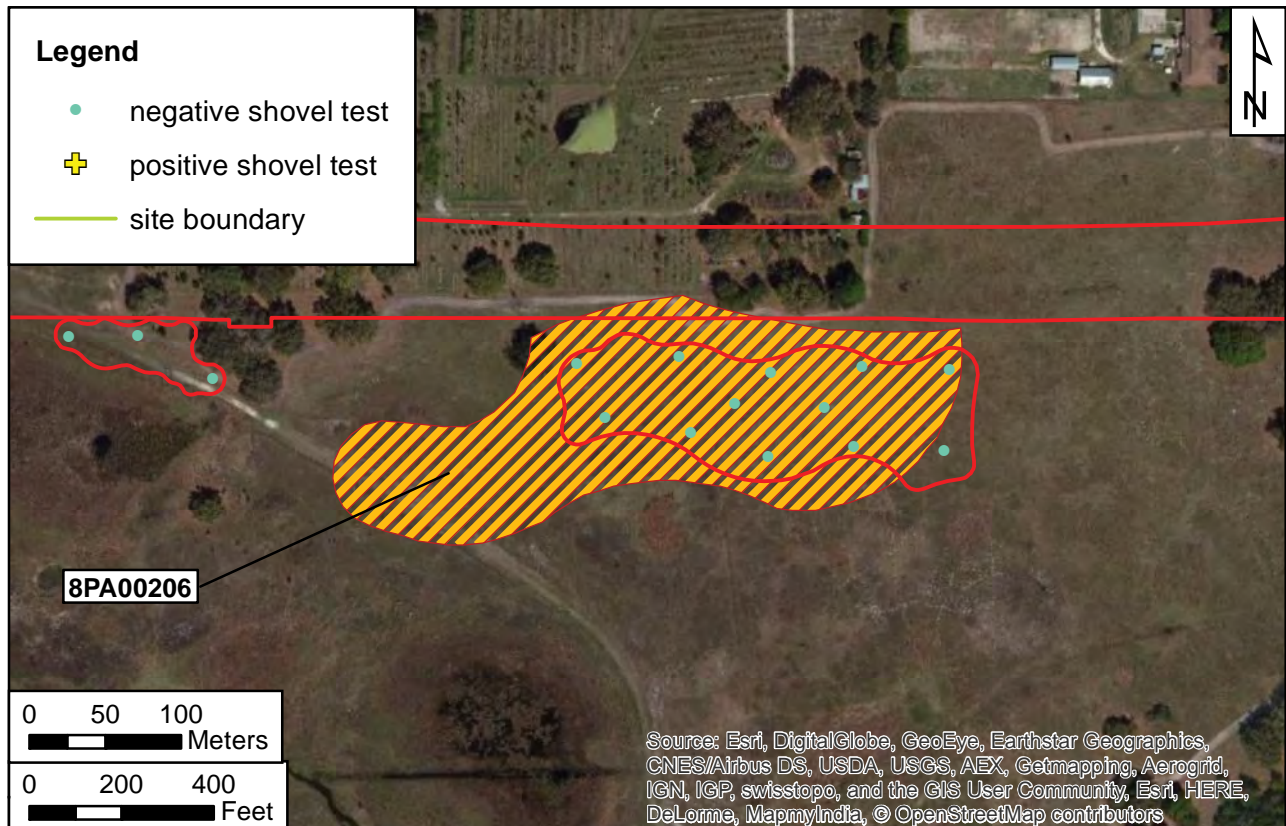 Legend
negative shovel test
positive shovel test
site boundary
N
8PA00206
0 50 100
Meters
0 200 400
Feet
Source: Esri, DigitalGlobe, GeoEye, Earthstar Geographics,
CNES/Airbus DS, USDA, USGS, AEX, Getmapping, Aerogrid,
IGN, IGP, swisstopo, and the GIS User Community, Esri, HERE,
DeLorme, MapmyIndia, © OpenStreetMap contributors